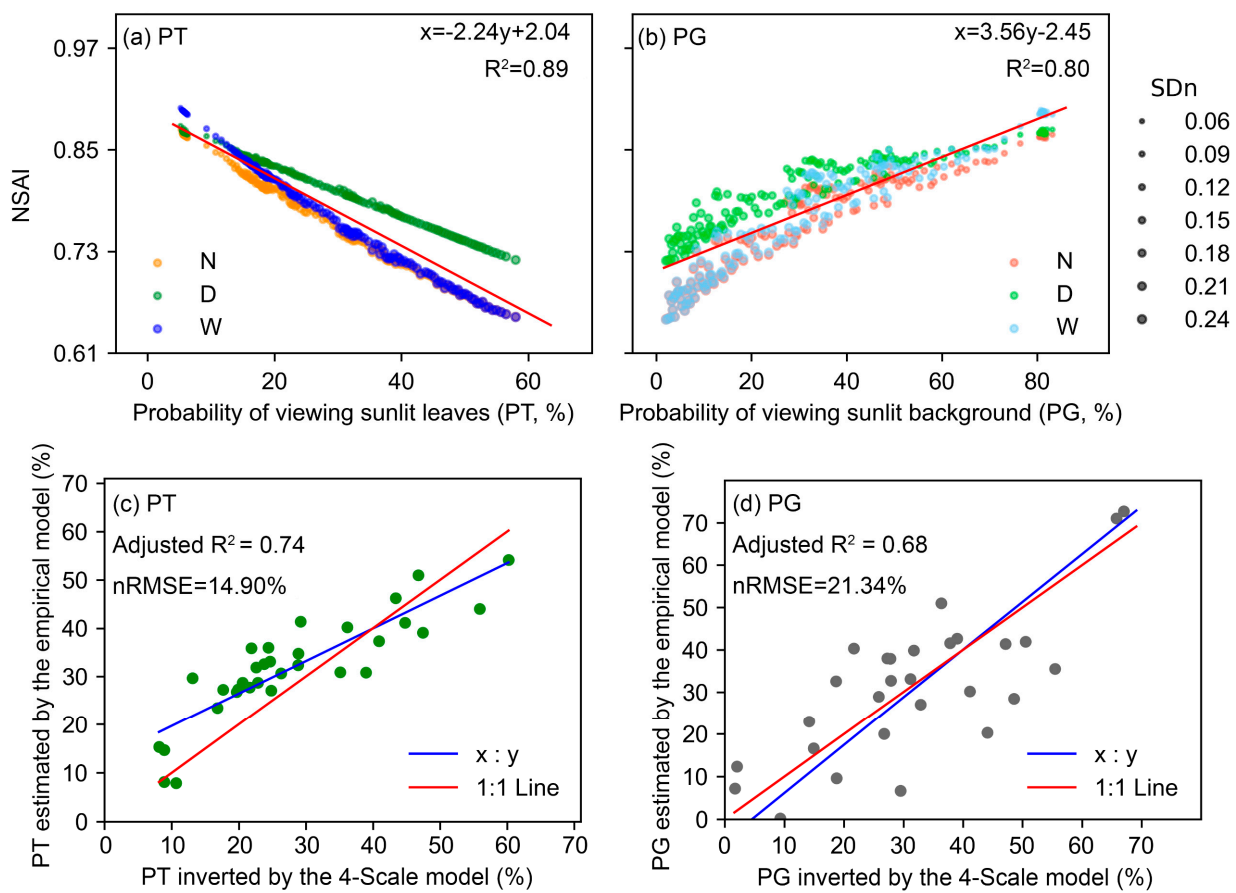 (a) PT
x=-2.24y+2.04
R²=0.89
0.97
0.85
0.73
0.61
NSAI
N
D
W
0 20 40 60
Probability of viewing sunlit leaves (PT, %)
(b) PG
x=3.56y-2.45
R²=0.80
N
D
W
0 20 40 60 80
Probability of viewing sunlit background (PG, %)
SDn
0.06
0.09
0.12
0.15
0.18
0.21
0.24
(c) PT
Adjusted R² = 0.74
nRMSE=14.90%
70
60
50
40
30
20
10
0
PT estimated by the empirical model (%)
x : y
1:1 Line
0 10 20 30 40 50 60 70
PT inverted by the 4-Scale model (%)
(d) PG
Adjusted R² = 0.68
nRMSE=21.34%
70
60
50
40
30
20
10
0
PG estimated by the empirical model (%)
x : y
1:1 Line
0 10 20 30 40 50 60 70
PG inverted by the 4-Scale model (%)